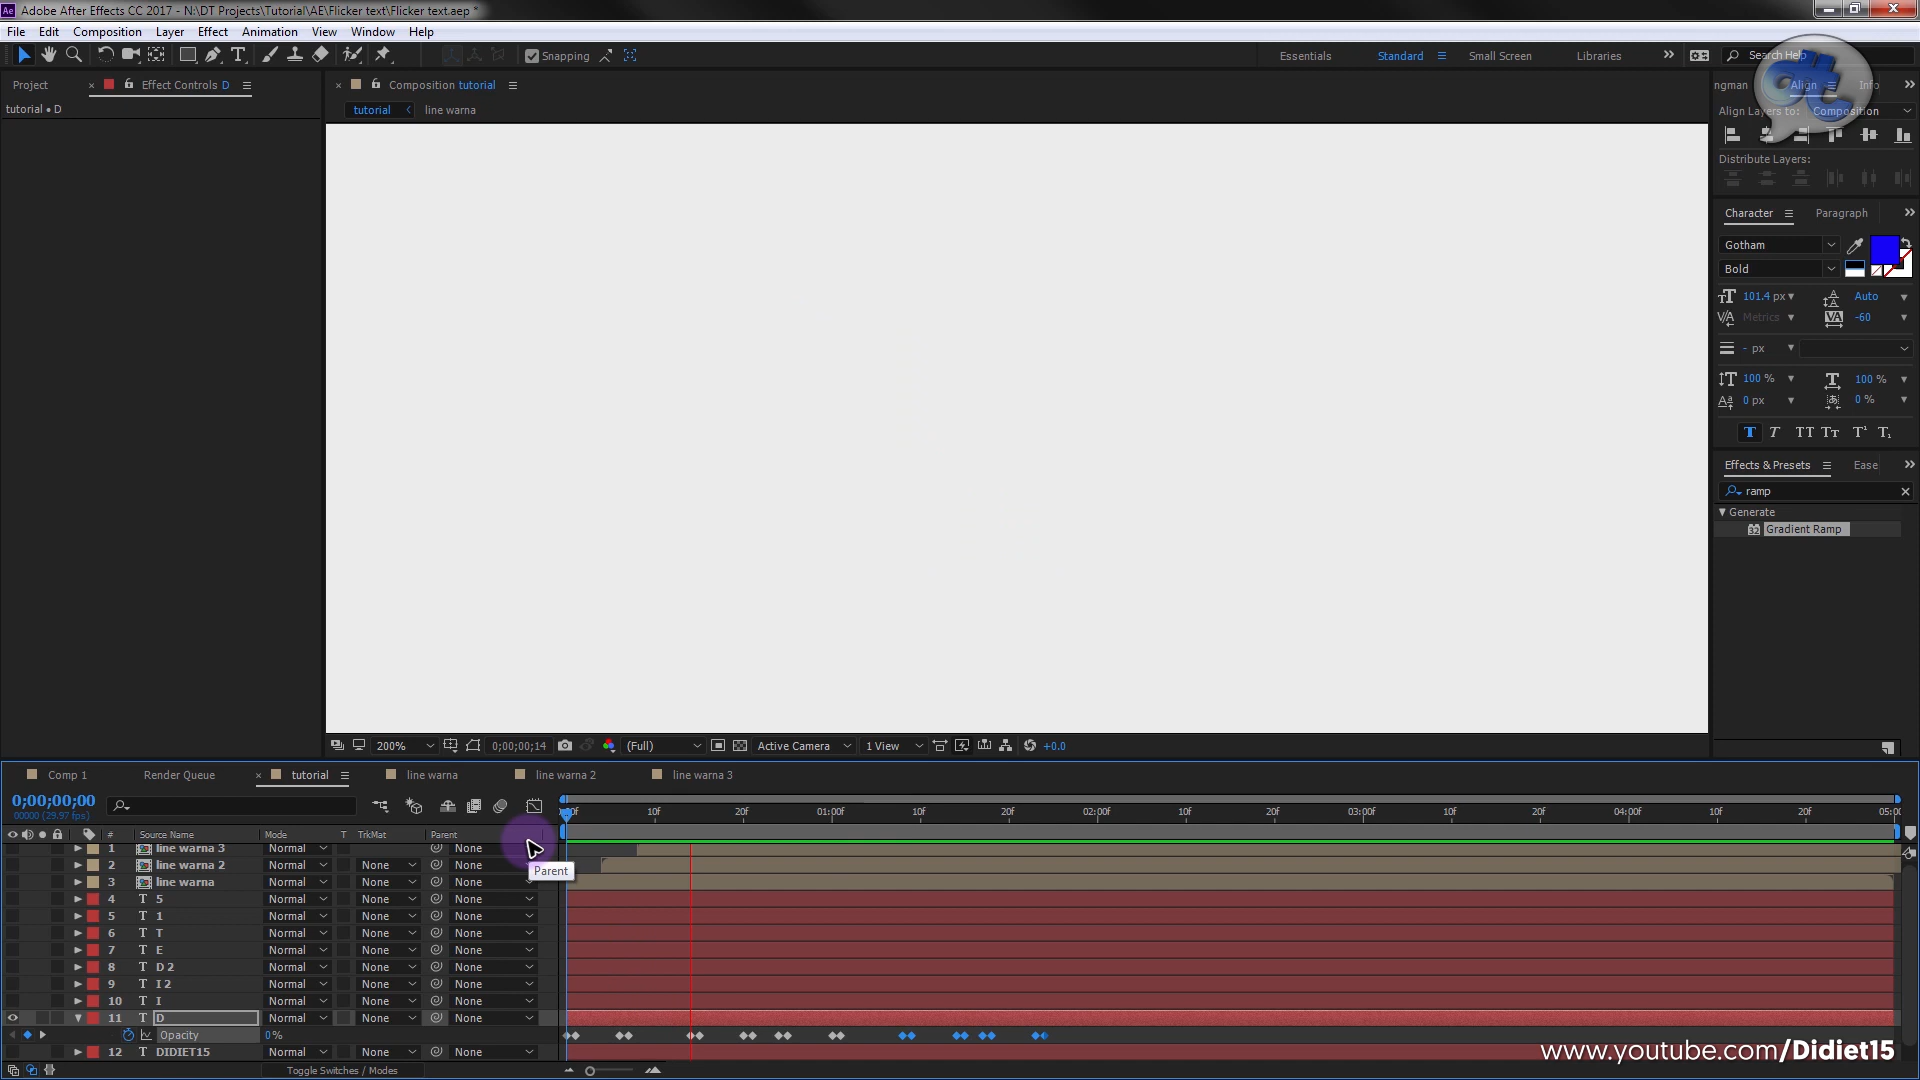 Adobe After Effects CC 2017 - N:\DT Projects\Tutorial\AE\Flicker text\Flicker text.aep *
File Edit Composition Layer Effect Animation View Window Help
Snapping
Essentials Standard Small Screen Libraries
Search Help
Project Effect Controls D
tutorial • D
Composition tutorial
tutorial line warna
ngman Align Info
Align Layers to: Composition
Distribute Layers:
Character Paragraph
Gotham
Bold
101.4 px Auto
Metrics -60
- px
100 % 100 %
0 px 0 %
Effects & Presets Ease
ramp
Generate
Gradient Ramp
200% 0;00;00;14 (Full) Active Camera 1 View +0.0
Comp 1 Render Queue tutorial line warna line warna 2 line warna 3
0;00;00;00
00000 (29.97 fps)
10f 20f 01:00f 10f 20f 02:00f 10f 20f 03:00f 10f 20f 04:00f 10f 20f 05:00
# Source Name Mode T TrkMat Parent
1 line warna 3 Normal None
2 line warna 2 Normal None None
Parent
3 line warna Normal None None
4 T 5 Normal None None
5 T 1 Normal None None
6 T T Normal None None
7 T E Normal None None
8 T D 2 Normal None None
9 T I 2 Normal None None
10 T I Normal None None
11 T D Normal None None
Opacity 0%
12 T DIDIET15 Normal None None
Toggle Switches / Modes
www.youtube.com/Didiet15
dt